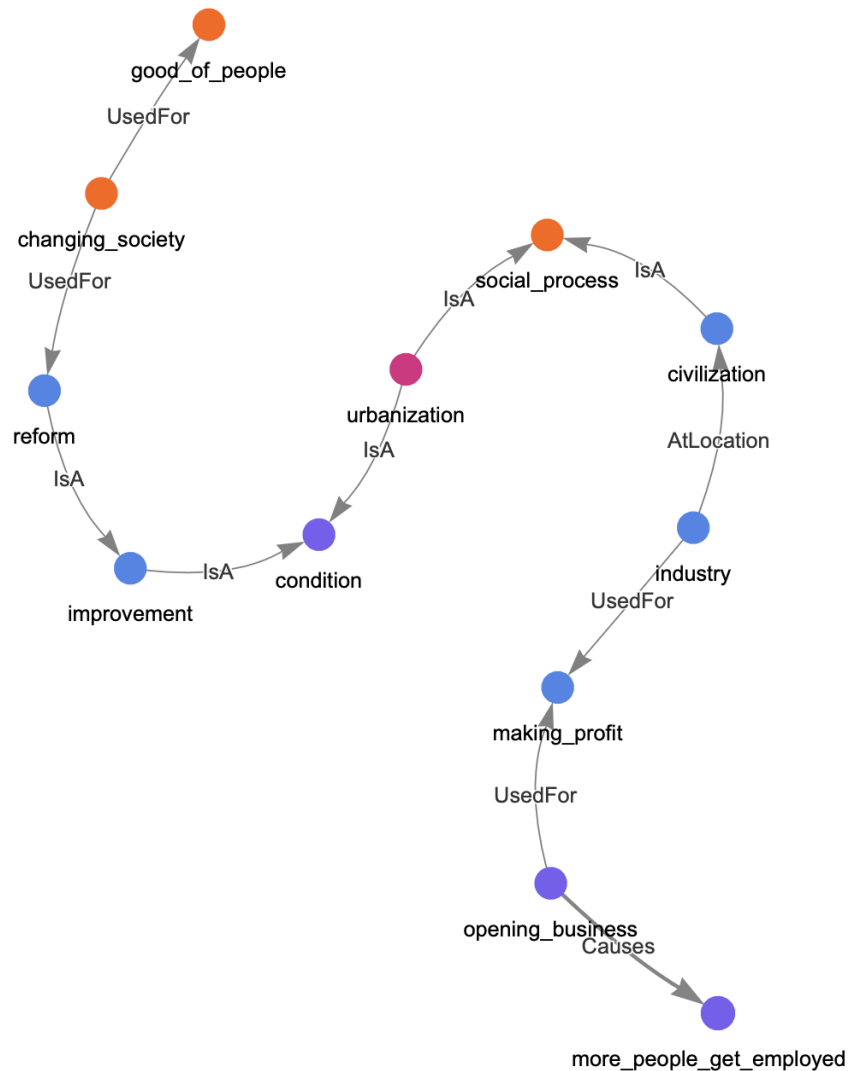 good_of_people
UsedFor
changing_society
UsedFor
reform
IsA
improvement
IsA
condition
IsA
urbanization
IsA
social_process
IsA
civilization
AtLocation
industry
UsedFor
making_profit
UsedFor
opening_business
Causes
more_people_get_employed